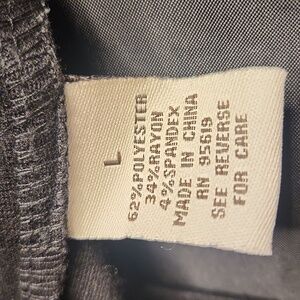 L
62%POLYESTER
34%RAYON
4%SPANDEX
MADE IN CHINA
RN 95619
SEE REVERSE
FOR CARE